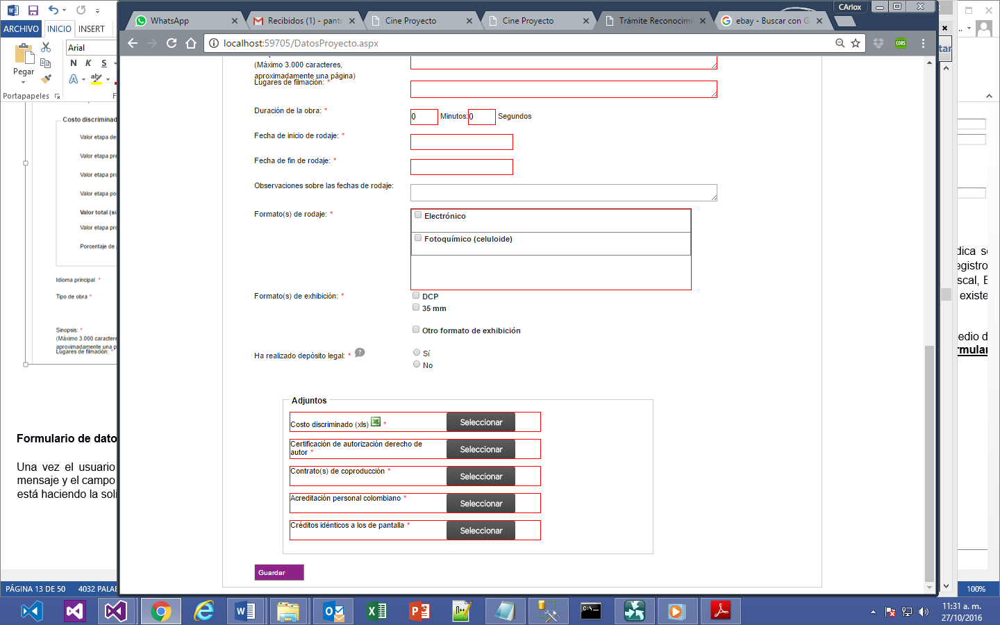 CArlox
WhatsApp
Recibidos (1) - pant
Cine Proyecto
Cine Proyecto
Trámite Reconocimi
ebay - Buscar con G
localhost:59705/DatosProyecto.aspx
CORS
ARCHIVO
INICIO
INSERT
Arial
Pegar
N K S
Portapapeles
F
tar
(Máximo 3.000 caracteres,
aproximadamente una página)
Lugares de filmación: *
Duración de la obra: *
0 Minutos: 0 Segundos
Fecha de inicio de rodaje: *
Fecha de fin de rodaje: *
Observaciones sobre las fechas de rodaje:
Formato(s) de rodaje: *
Electrónico
Fotoquímico (celuloide)
Formato(s) de exhibición: *
DCP
35 mm
Otro formato de exhibición
Ha realizado depósito legal: * ?
Sí
No
Adjuntos
Costo discriminado (xls) * Seleccionar
Certificación de autorización derecho de
autor * Seleccionar
Contrato(s) de coproducción * Seleccionar
Acreditación personal colombiano * Seleccionar
Créditos idénticos a los de pantalla * Seleccionar
Guardar
Costo discriminad
Valor etapa de
Valor etapa pre
Valor etapa pro
Valor etapa po
Valor total (si
Valor etapa pro
Porcentaje de
Idioma principal *
Tipo de obra *
Sinopsis: *
(Máximo 3.000 caractere
aproximadamente una p
Lugares de filmación: *
Formulario de dato
Una vez el usuario
mensaje y el campo
está haciendo la soli
dica s
egistro
scal, E
existe
edio d
rmular
PÁGINA 13 DE 50
4032 PALAB
100%
11:31 a. m.
27/10/2016